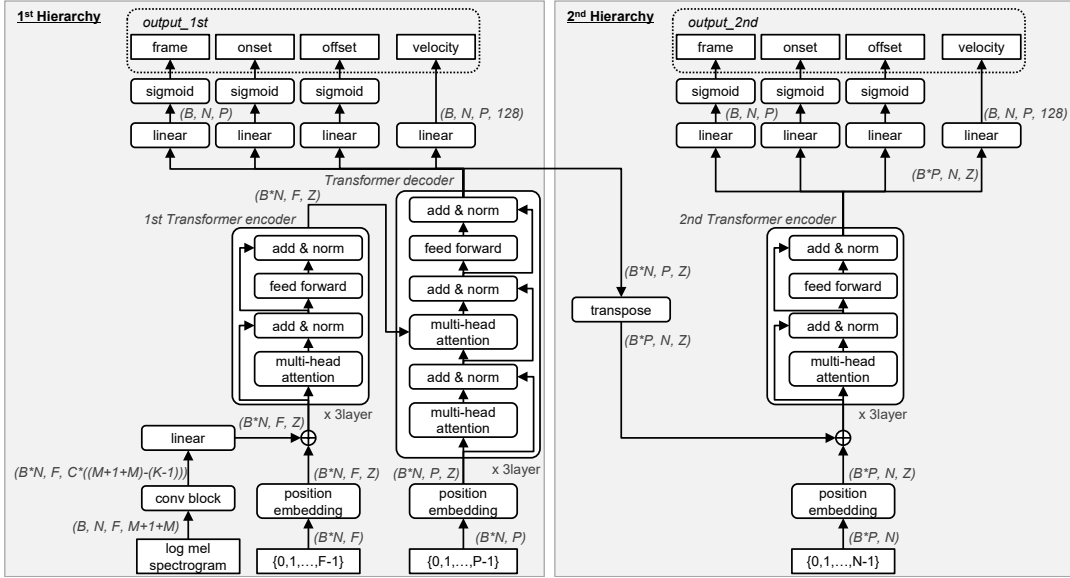 1st Hierarchy
output_1st
frame
onset
offset
velocity
sigmoid
sigmoid
sigmoid
(B, N, P)
(B, N, P, 128)
linear
linear
linear
linear
Transformer decoder
(B*N, F, Z)
1st Transformer encoder
add & norm
feed forward
add & norm
multi-head
attention
x 3layer
add & norm
feed forward
add & norm
multi-head
attention
add & norm
multi-head
attention
x 3layer
(B*N, F, Z)
linear
(B*N, F, C*((M+1+M)-(K-1)))
conv block
(B, N, F, M+1+M)
log mel
spectrogram
(B*N, F, Z)
position
embedding
(B*N, F)
{0,1,...,F-1}
(B*N, P, Z)
position
embedding
(B*N, P)
{0,1,...,P-1}
2nd Hierarchy
output_2nd
frame
onset
offset
velocity
sigmoid
sigmoid
sigmoid
(B, N, P)
(B, N, P, 128)
linear
linear
linear
linear
(B*P, N, Z)
2nd Transformer encoder
add & norm
feed forward
add & norm
multi-head
attention
x 3layer
(B*N, P, Z)
transpose
(B*P, N, Z)
(B*P, N, Z)
position
embedding
(B*P, N)
{0,1,...,N-1}